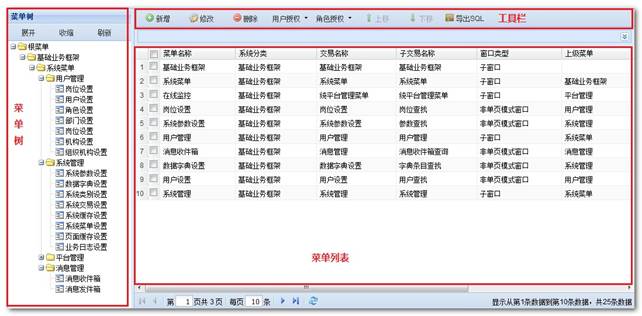 菜单树
展开 收缩 刷新
根菜单
基础业务框架
系统菜单
用户管理
岗位设置
用户设置
角色设置
部门设置
岗位设置
机构设置
组织机构设置
系统管理
系统参数设置
数据字典设置
系统类别设置
系统交易设置
系统缓存设置
系统菜单设置
页面缓存设置
业务日志设置
平台管理
消息管理
消息收件箱
消息发件箱
菜单树
新增 修改 删除 用户授权 角色授权 上移 下移 导出SQL 工具栏
菜单名称 系统分类 交易名称 子交易名称 窗口类型 上级菜单
1 基础业务框架 基础业务框架 基础业务框架 基础业务框架 子窗口
2 系统菜单 基础业务框架 系统菜单 系统菜单 子窗口 基础业务框架
3 在线监控 基础业务框架 统平台管理菜单 统平台管理菜单 子窗口 平台管理
4 岗位设置 基础业务框架 岗位设置 岗位查找 非单页模式窗口 用户管理
5 系统参数设置 基础业务框架 系统参数设置 参数查找 非单页模式窗口 系统管理
6 用户管理 基础业务框架 用户管理 用户管理 子窗口 系统菜单
7 消息收件箱 基础业务框架 消息管理 消息收件箱查询 非单页模式窗口 消息管理
8 数据字典设置 基础业务框架 数据字典设置 字典条目查找 非单页模式窗口 系统管理
9 用户设置 基础业务框架 用户设置 用户查找 非单页模式窗口 用户管理
10 系统管理 基础业务框架 系统管理 系统管理 子窗口 系统菜单
菜单列表
第 1 页共 3 页 每页 10 条 显示从第1条数据到第10条数据，共25条数据